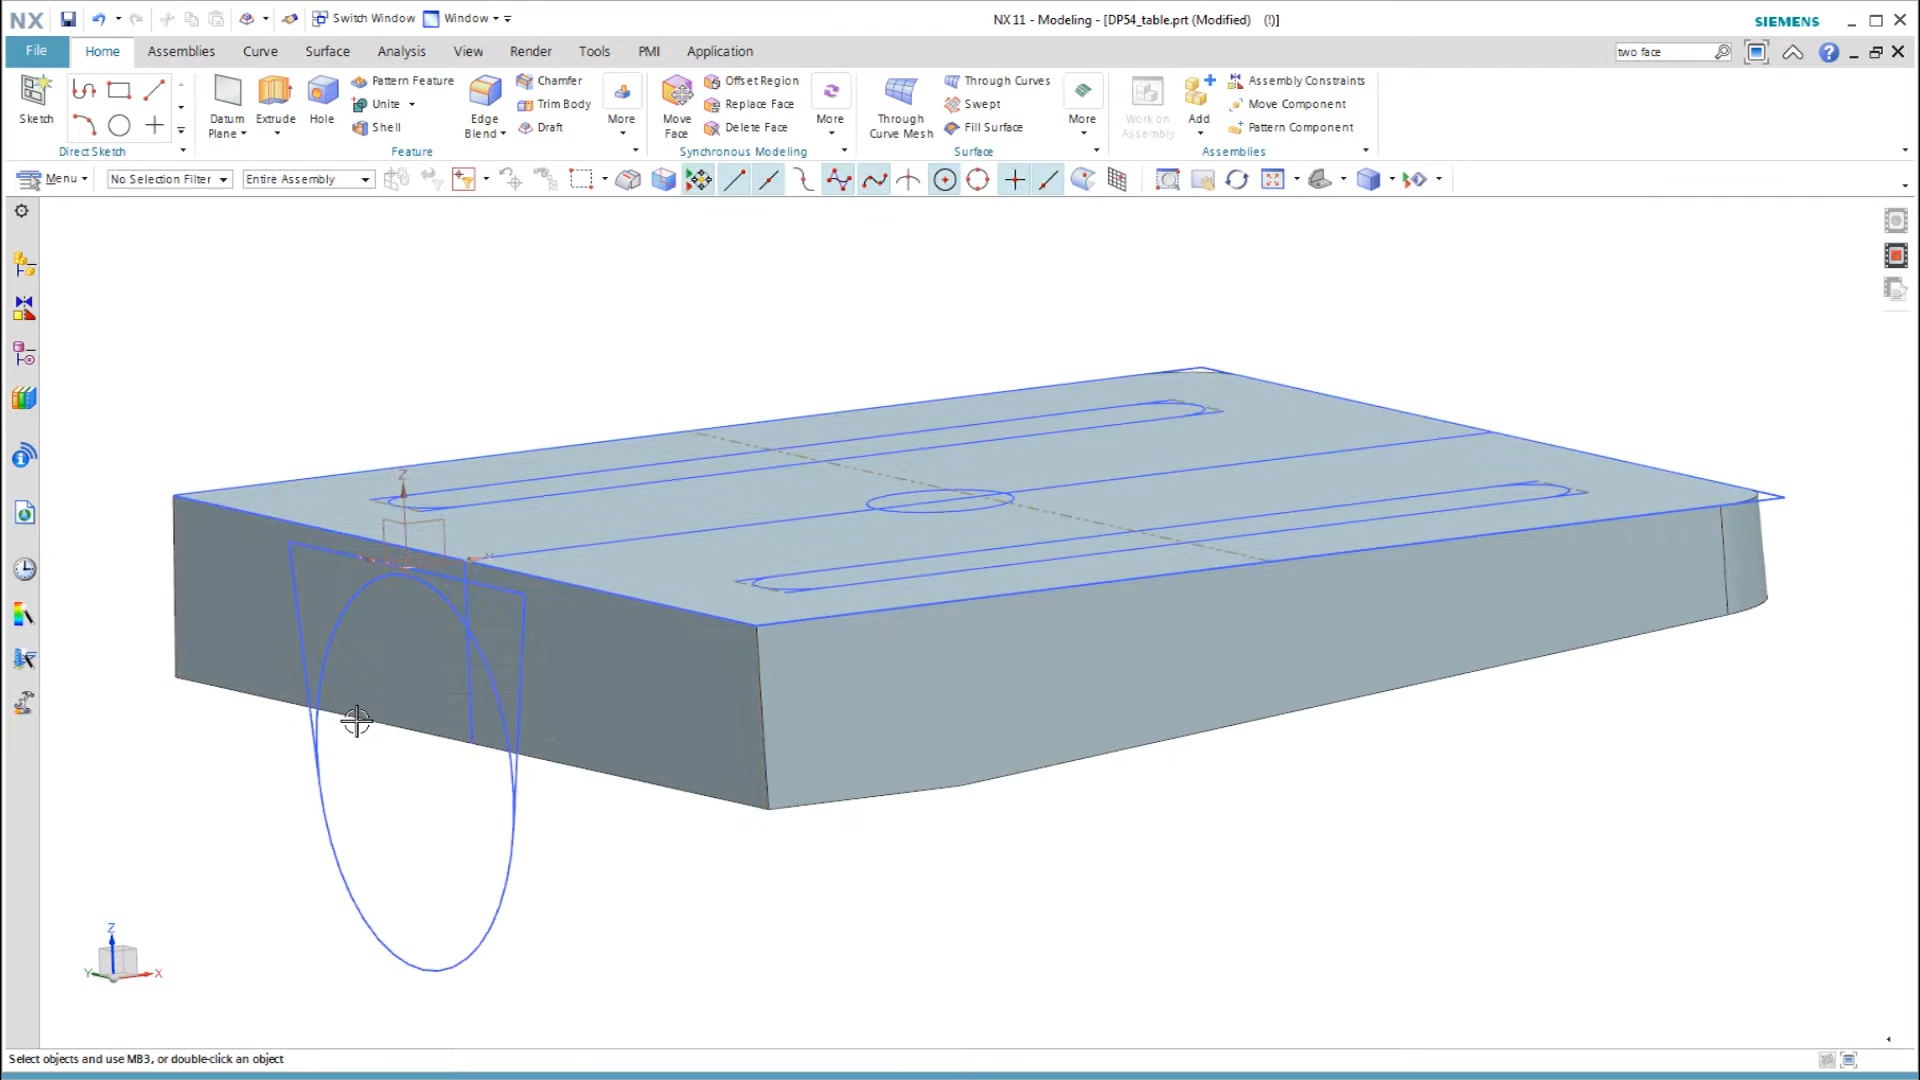 NX Switch Window Window NX 11 - Modeling - [DP54_table.prt (Modified) (!)] SIEMENS
File Home Assemblies Curve Surface Analysis View Render Tools PMI Application two face
Pattern Feature Chamfer Offset Region Through Curves Assembly Constraints
Unite Trim Body Replace Face Swept Move Component
Sketch Datum Plane Extrude Hole Edge Blend More Move Face More Through Curve Mesh More Work on Assembly Add
Shell Draft Delete Face Fill Surface Pattern Component
Direct Sketch Feature Synchronous Modeling Surface Assemblies
Menu No Selection Filter Entire Assembly
Z
Z
Y X
Select objects and use MB3, or double-click an object